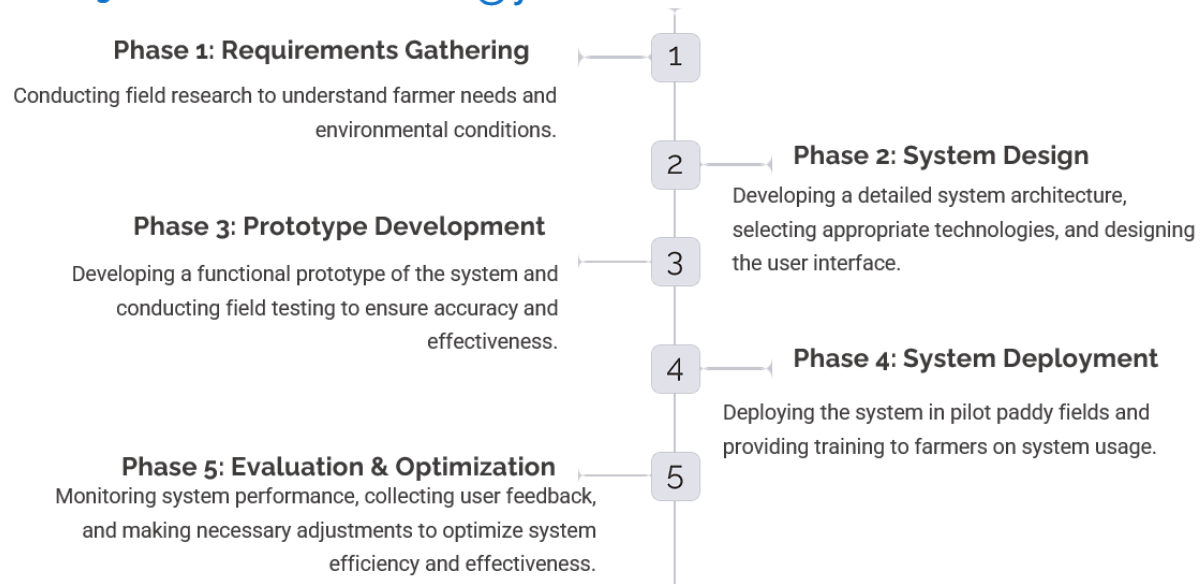 Phase 1: Requirements Gathering
1
Conducting field research to understand farmer needs and
environmental conditions.
2
Phase 2: System Design
Developing a detailed system architecture,
selecting appropriate technologies, and designing
the user interface.
Phase 3: Prototype Development
3
Developing a functional prototype of the system and
conducting field testing to ensure accuracy and
effectiveness.
4
Phase 4: System Deployment
Deploying the system in pilot paddy fields and
providing training to farmers on system usage.
Phase 5: Evaluation & Optimization
5
Monitoring system performance, collecting user feedback,
and making necessary adjustments to optimize system
efficiency and effectiveness.